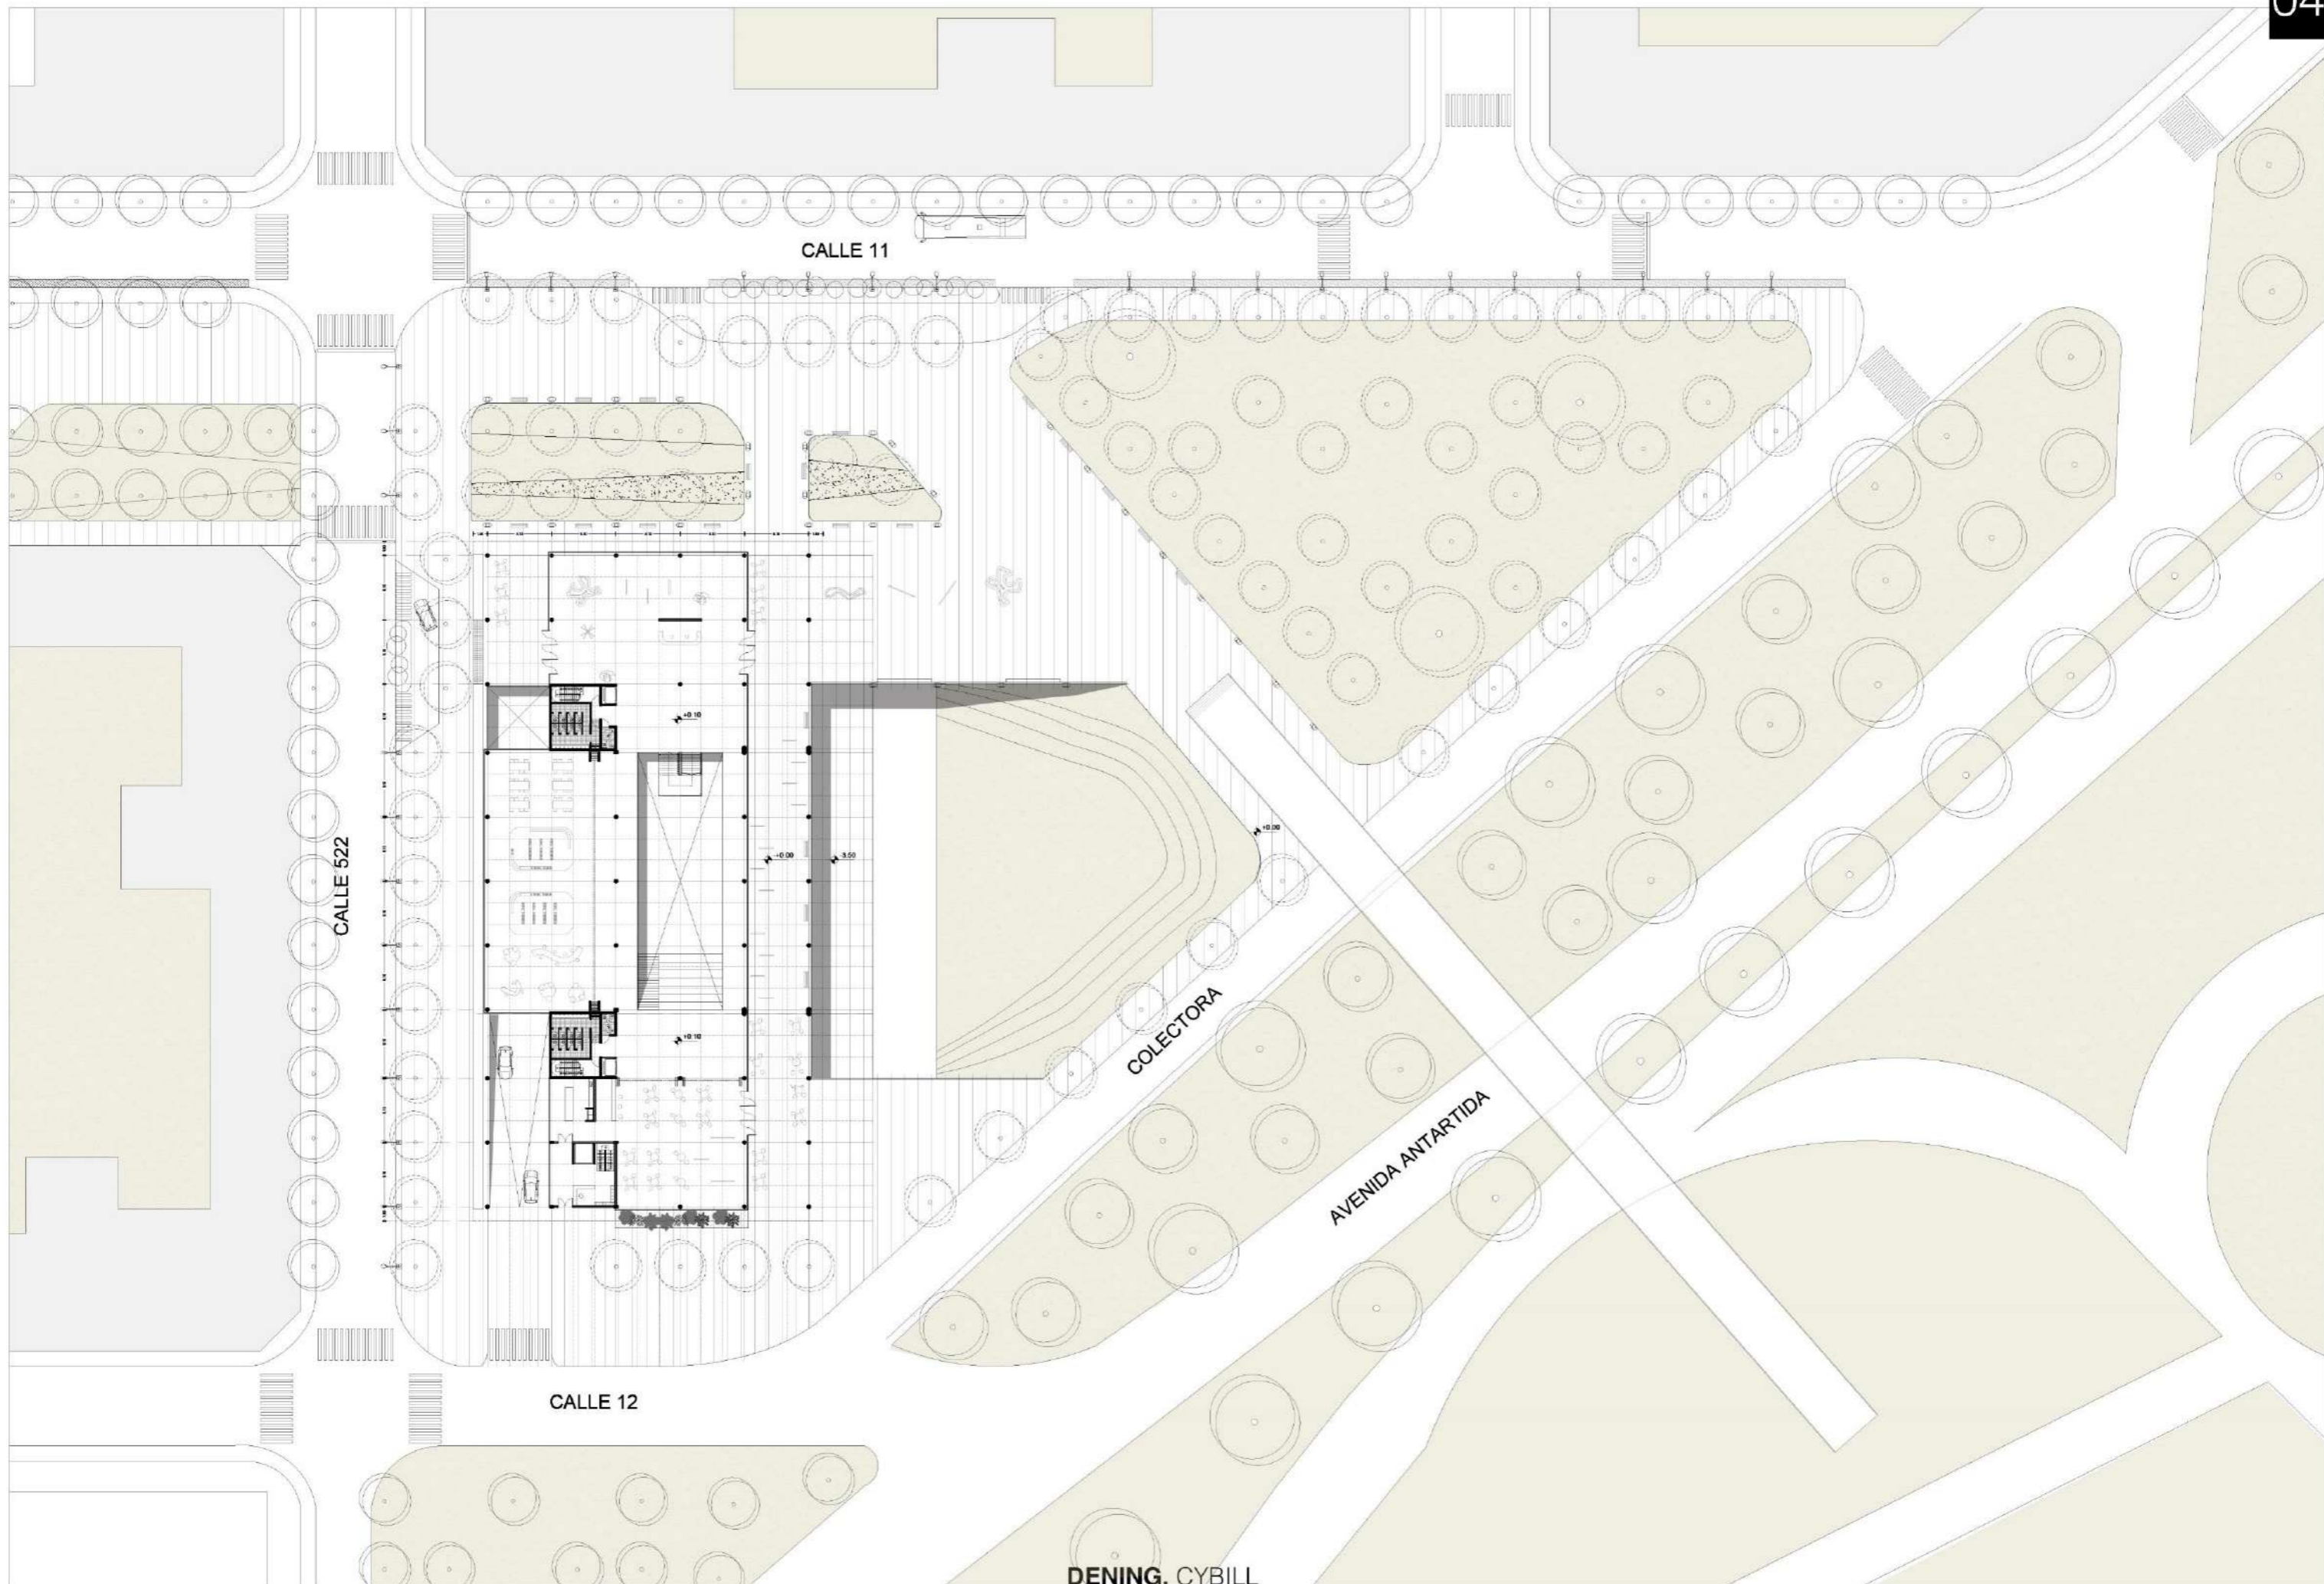 04
CALLE 11
+0.10
CALLE 522
+0.00
+0.00
-3.50
COLECTORA
+0.10
AVENIDA ANTARTIDA
CALLE 12
DENING. CYBILL